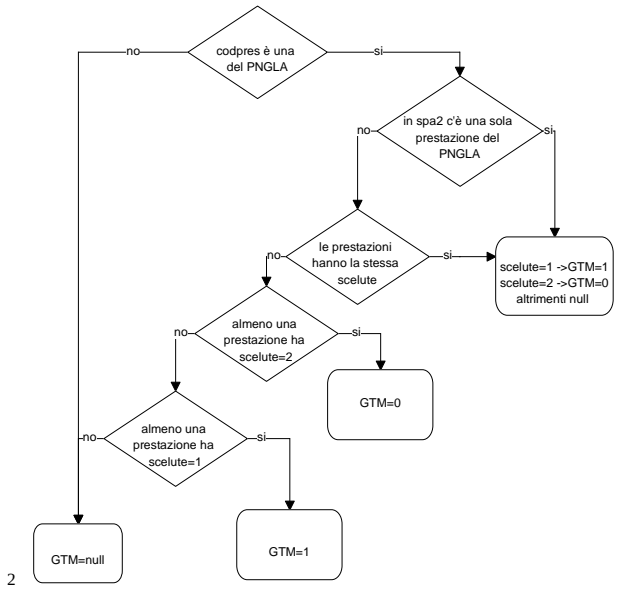 codpres è una
del PNGLA
no
si
in spa2 c'è una sola
prestazione del
PNGLA
no
si
le prestazioni
hanno la stessa
scelute
no
si
scelute=1 ->GTM=1
scelute=2 ->GTM=0
altrimenti null
almeno una
prestazione ha
scelute=2
no
si
GTM=0
almeno una
prestazione ha
scelute=1
no
si
GTM=null
GTM=1
2